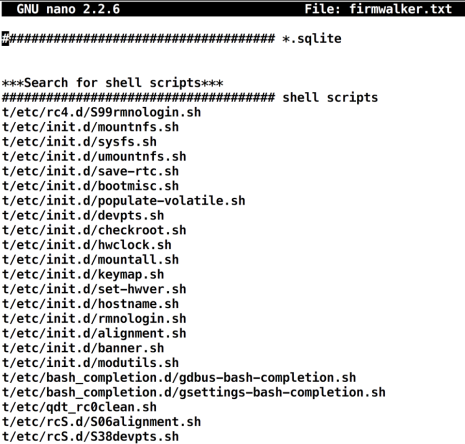 GNU nano 2.2.6 File: firmwalker.txt
################################### *.sqlite
***Search for shell scripts***
################################### shell scripts
t/etc/rc4.d/S99rmnologin.sh
t/etc/init.d/mountnfs.sh
t/etc/init.d/sysfs.sh
t/etc/init.d/umountnfs.sh
t/etc/init.d/save-rtc.sh
t/etc/init.d/bootmisc.sh
t/etc/init.d/populate-volatile.sh
t/etc/init.d/devpts.sh
t/etc/init.d/checkroot.sh
t/etc/init.d/hwclock.sh
t/etc/init.d/mountall.sh
t/etc/init.d/keymap.sh
t/etc/init.d/set-hwver.sh
t/etc/init.d/hostname.sh
t/etc/init.d/rmnologin.sh
t/etc/init.d/alignment.sh
t/etc/init.d/banner.sh
t/etc/init.d/modutils.sh
t/etc/bash_completion.d/gdbus-bash-completion.sh
t/etc/bash_completion.d/gsettings-bash-completion.sh
t/etc/qdt_rc0clean.sh
t/etc/rcS.d/S06alignment.sh
t/etc/rcS.d/S38devpts.sh